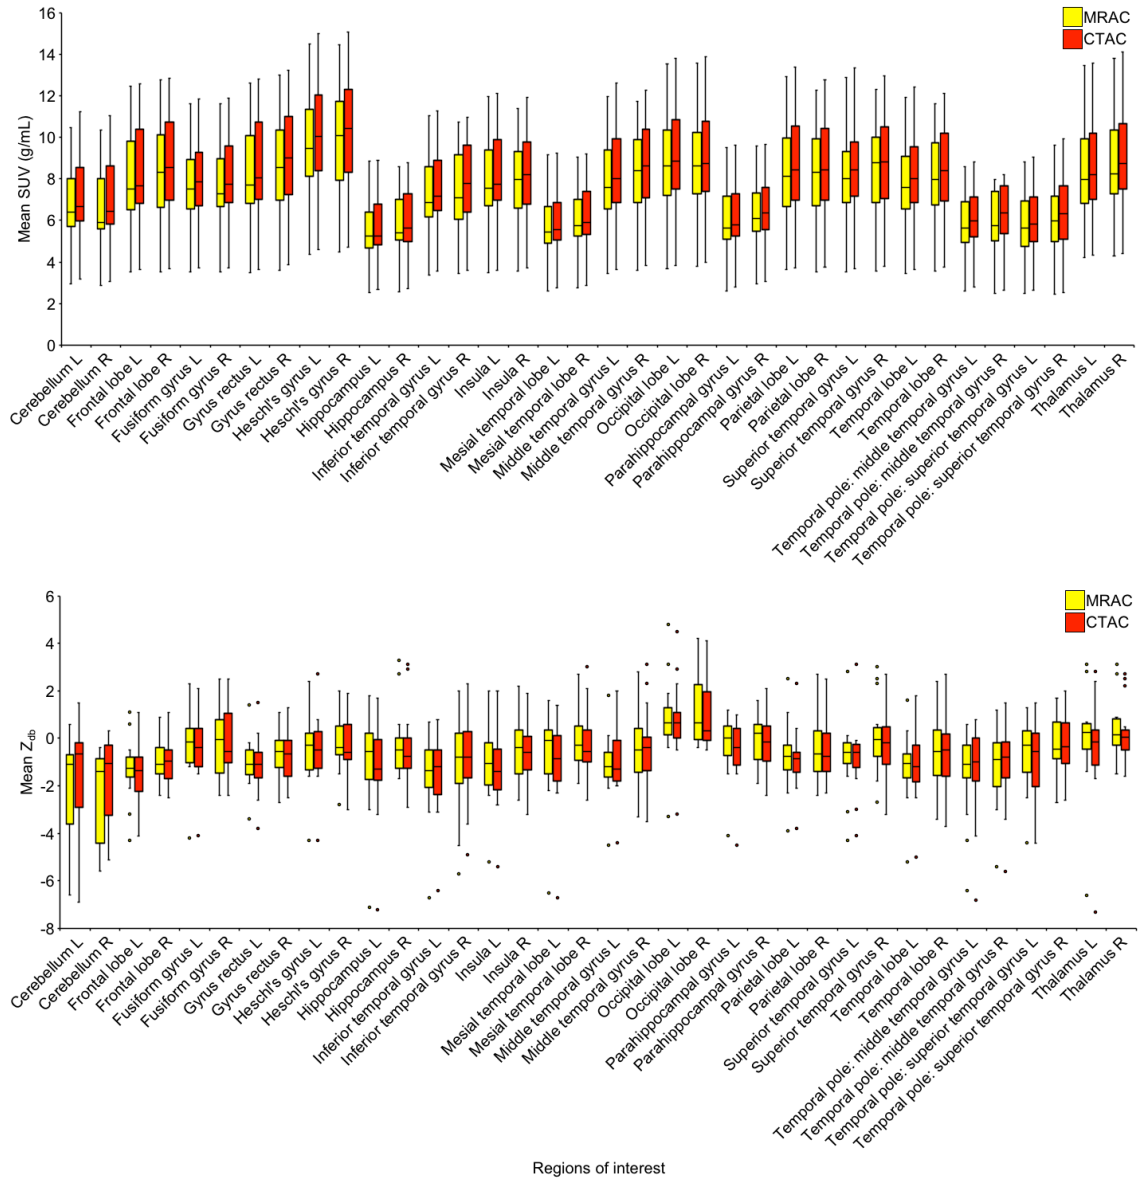 MRAC
CTAC
Mean SUV (g/mL)
16
14
12
10
8
6
4
2
0
Cerebellum L
Cerebellum R
Frontal lobe L
Frontal lobe R
Fusiform gyrus L
Fusiform gyrus R
Gyrus rectus L
Gyrus rectus R
Heschl's gyrus L
Heschl's gyrus R
Hippocampus L
Hippocampus R
Inferior temporal gyrus L
Inferior temporal gyrus R
Insula L
Insula R
Mesial temporal lobe L
Mesial temporal lobe R
Middle temporal gyrus L
Middle temporal gyrus R
Occipital lobe L
Occipital lobe R
Parahippocampal gyrus L
Parahippocampal gyrus R
Parietal lobe L
Parietal lobe R
Superior temporal gyrus L
Superior temporal gyrus R
Temporal lobe L
Temporal lobe R
Temporal pole: middle temporal gyrus L
Temporal pole: middle temporal gyrus R
Temporal pole: superior temporal gyrus L
Temporal pole: superior temporal gyrus R
Thalamus L
Thalamus R
MRAC
CTAC
Mean Zdb
6
4
2
0
-2
-4
-6
-8
Cerebellum L
Cerebellum R
Frontal lobe L
Frontal lobe R
Fusiform gyrus L
Fusiform gyrus R
Gyrus rectus L
Gyrus rectus R
Heschl's gyrus L
Heschl's gyrus R
Hippocampus L
Hippocampus R
Inferior temporal gyrus L
Inferior temporal gyrus R
Insula L
Insula R
Mesial temporal lobe L
Mesial temporal lobe R
Middle temporal gyrus L
Middle temporal gyrus R
Occipital lobe L
Occipital lobe R
Parahippocampal gyrus L
Parahippocampal gyrus R
Parietal lobe L
Parietal lobe R
Superior temporal gyrus L
Superior temporal gyrus R
Temporal lobe L
Temporal lobe R
Temporal pole: middle temporal gyrus L
Temporal pole: middle temporal gyrus R
Temporal pole: superior temporal gyrus L
Temporal pole: superior temporal gyrus R
Thalamus L
Thalamus R
Regions of interest